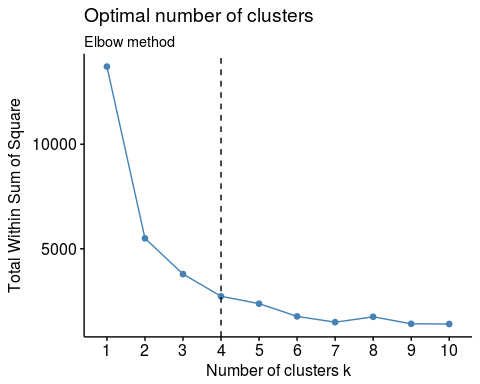 Optimal number of clusters
Elbow method
Total Within Sum of Square
10000
5000
1 2 3 4 5 6 7 8 9 10
Number of clusters k